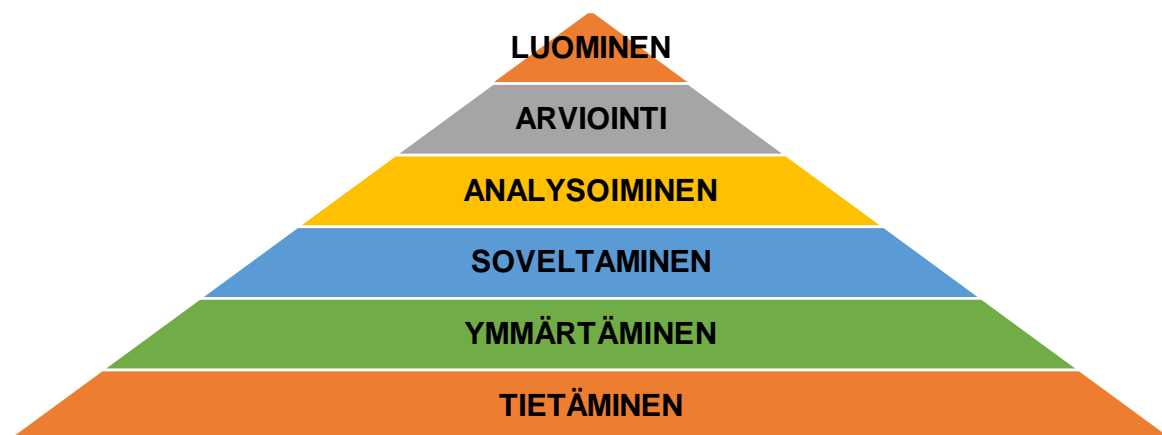 LUOMINEN
ARVIOINTI
ANALYSOIMINEN
SOVELTAMINEN
YMMÄRTÄMINEN
TIETÄMINEN